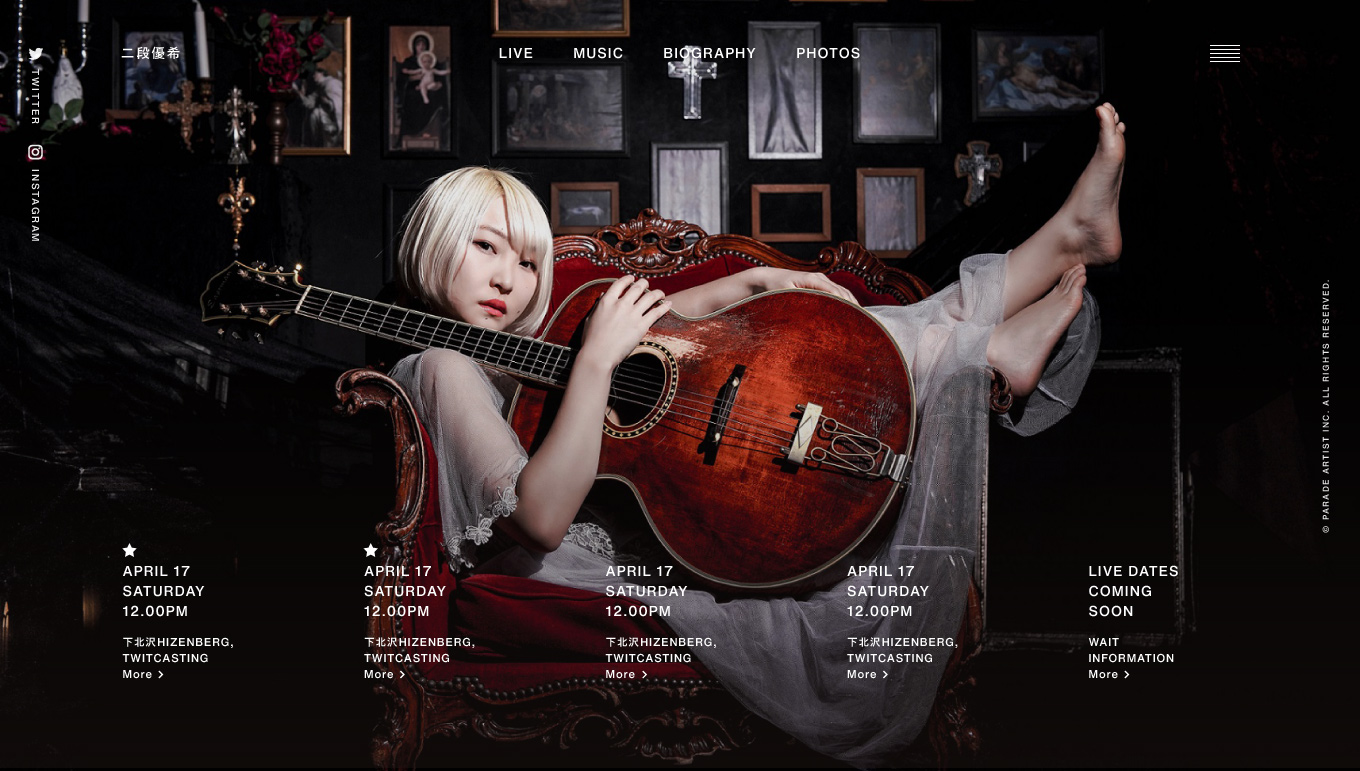 二段優希
LIVE
MUSIC
BIOGRAPHY
PHOTOS
TWITTER
INSTAGRAM
© PARADE ARTIST INC. ALL RIGHTS RESERVED.
APRIL 17
SATURDAY
12.00PM
下北沢HIZENBERG,
TWITCASTING
More
APRIL 17
SATURDAY
12.00PM
下北沢HIZENBERG,
TWITCASTING
More
APRIL 17
SATURDAY
12.00PM
下北沢HIZENBERG,
TWITCASTING
More
APRIL 17
SATURDAY
12.00PM
下北沢HIZENBERG,
TWITCASTING
More
LIVE DATES
COMING
SOON
WAIT
INFORMATION
More